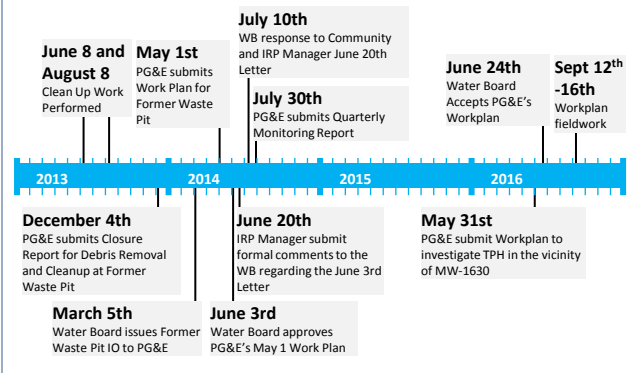 July 10th
WB response to Community
and IRP Manager June 20th
Letter
June 8 and
August 8
Clean Up Work
Performed
May 1st
PG&E submits
Work Plan for
Former Waste
Pit
July 30th
PG&E submits Quarterly
Monitoring Report
June 24th
Water Board
Accepts PG&E's
Workplan
Sept 12th
-16th
Workplan
fieldwork
2013
2014
2015
2016
December 4th
PG&E submits Closure
Report for Debris Removal
and Cleanup at Former
Waste Pit
June 20th
IRP Manager submit
formal comments to the
WB regarding the June 3rd
Letter
May 31st
PG&E submit Workplan to
investigate TPH in the vicinity
of MW-1630
March 5th
Water Board issues Former
Waste Pit IO to PG&E
June 3rd
Water Board approves
PG&E's May 1 Work Plan